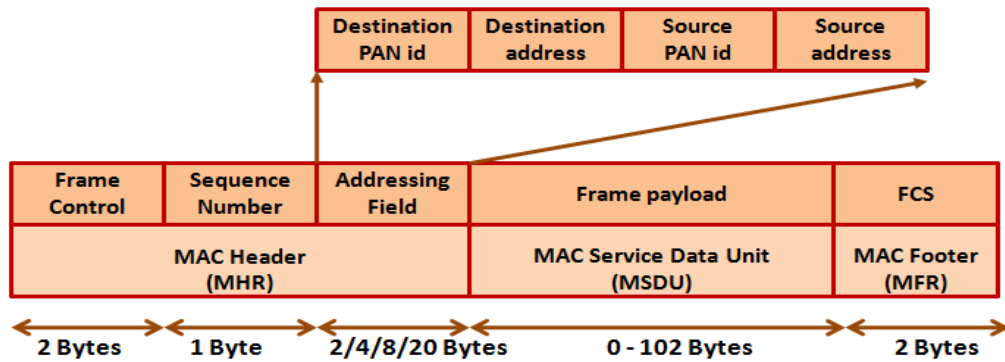 Destination PAN id
Destination address
Source PAN id
Source address
Frame Control
Sequence Number
Addressing Field
Frame payload
FCS
MAC Header (MHR)
MAC Service Data Unit (MSDU)
MAC Footer (MFR)
2 Bytes
1 Byte
2/4/8/20 Bytes
0 - 102 Bytes
2 Bytes